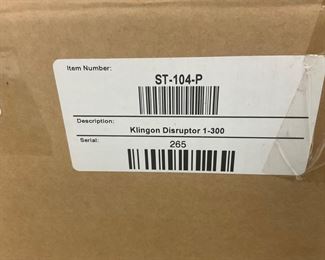 Item Number:
ST-104-P
Description:
Klingon Disruptor 1-300
Serial:
265